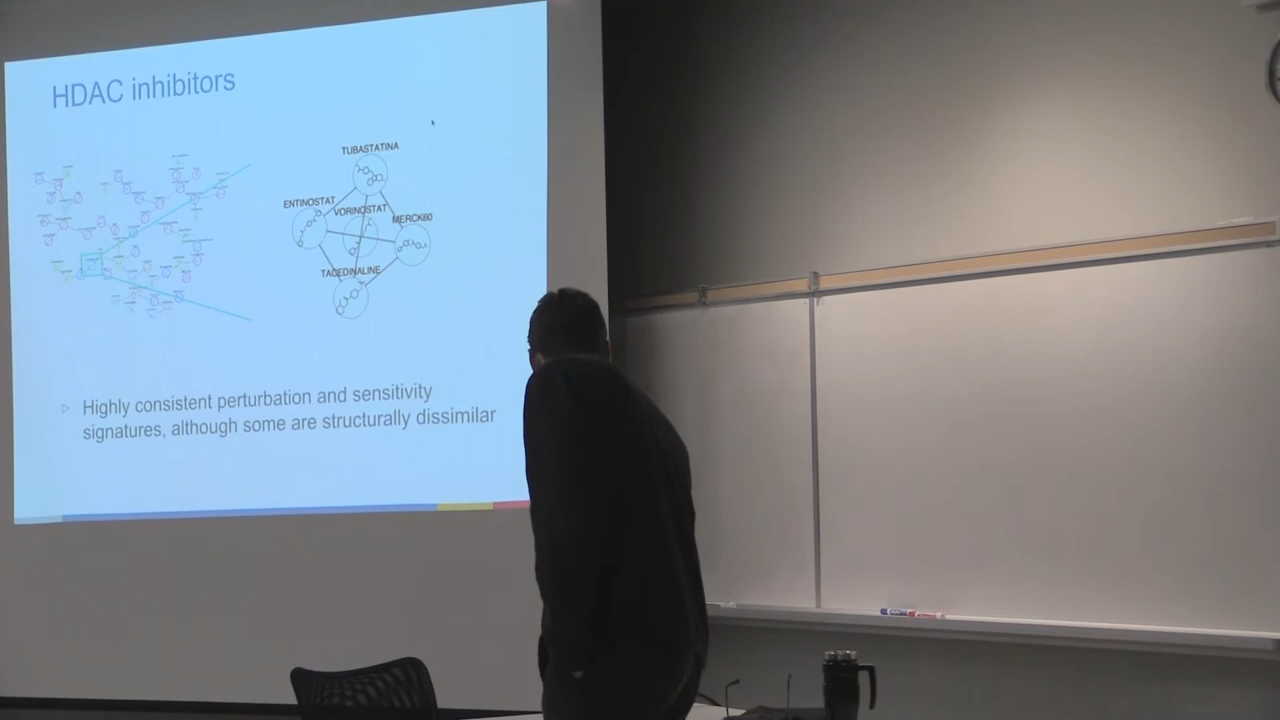 HDAC inhibitors
TUBASTATINA
ENTINOSTAT
VORINOSTAT
MERCK60
TACEDINALINE
Highly consistent perturbation and sensitivity
signatures, although some are structurally dissimilar